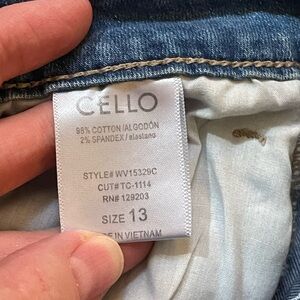 CELLO
98% COTTON/ALGODÓN
2% SPANDEX/elastano
STYLE# WV15329C
CUT# TC-1114
RN# 129203
SIZE 13
IN VIETNAM